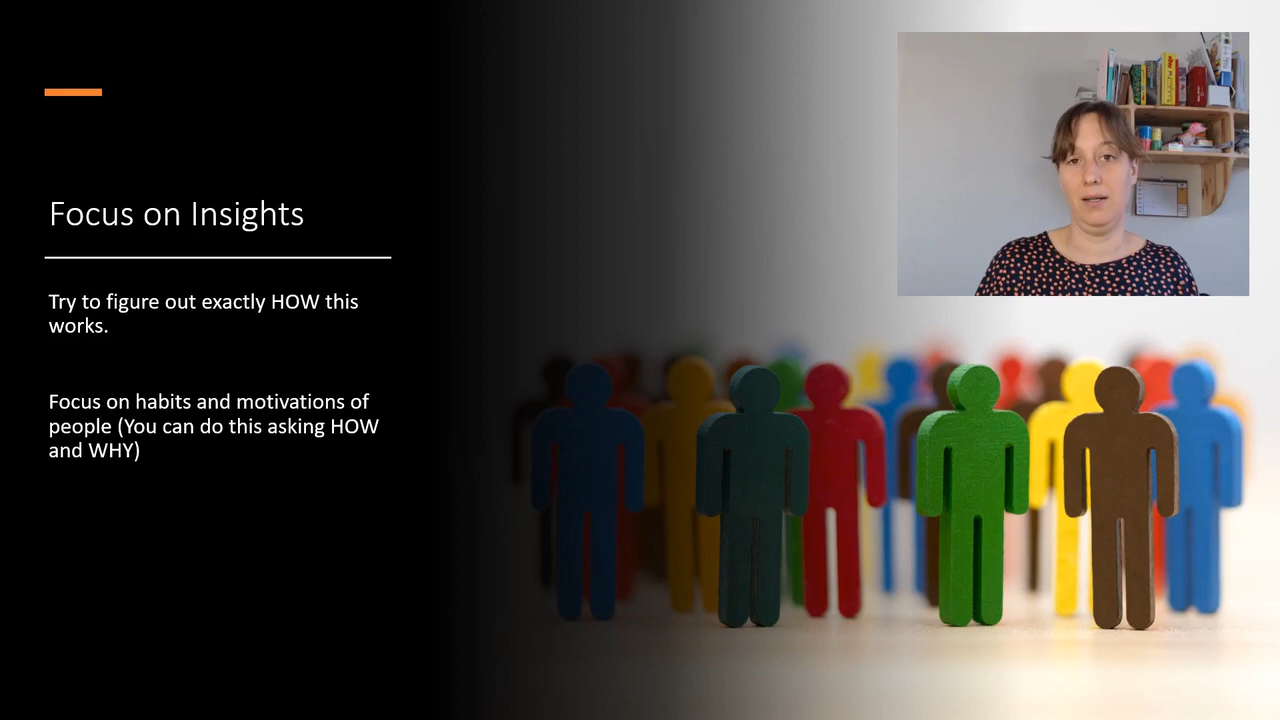 Focus on Insights
Try to figure out exactly HOW this
works.
Focus on habits and motivations of
people (You can do this asking HOW
and WHY)